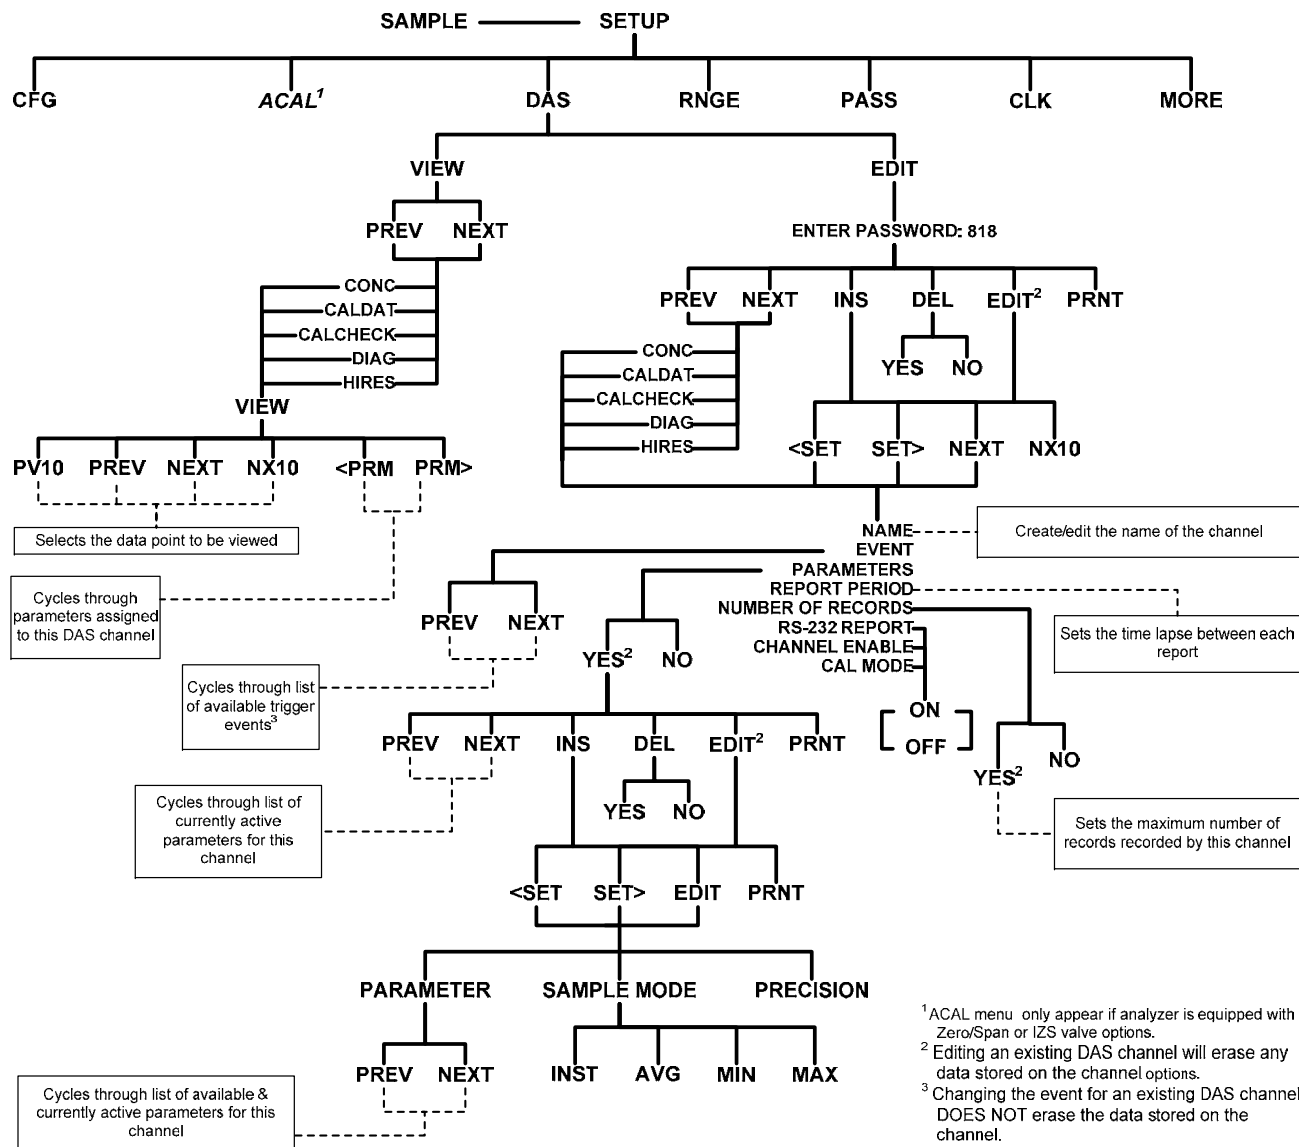 SAMPLE SETUP
CFG ACAL1 DAS RNGE PASS CLK MORE
VIEW EDIT
PREV NEXT
ENTER PASSWORD: 818
CONC
CALDAT
CALCHECK
DIAG
HIRES
VIEW
PV10 PREV NEXT NX10 <PRM PRM>
Selects the data point to be viewed
Cycles through
parameters assigned
to this DAS channel
PREV NEXT INS DEL EDIT2 PRNT
YES NO
CONC
CALDAT
CALCHECK
DIAG
HIRES
<SET SET> NEXT NX10
NAME
EVENT
PARAMETERS
REPORT PERIOD
NUMBER OF RECORDS
RS-232 REPORT
CHANNEL ENABLE
CAL MODE
Create/edit the name of the channel
Sets the time lapse between each
report
ON
OFF
YES2 NO
Sets the maximum number of
records recorded by this channel
PREV NEXT
Cycles through list
of available trigger
events3
YES2 NO
PREV NEXT INS DEL EDIT2 PRNT
Cycles through list of
currently active
parameters for this
channel
YES NO
<SET SET> EDIT PRNT
PARAMETER SAMPLE MODE PRECISION
PREV NEXT INST AVG MIN MAX
Cycles through list of available &
currently active parameters for this
channel
1 ACAL menu only appear if analyzer is equipped with
Zero/Span or IZS valve options.
2 Editing an existing DAS channel will erase any
data stored on the channel options.
3 Changing the event for an existing DAS channel
DOES NOT erase the data stored on the
channel.